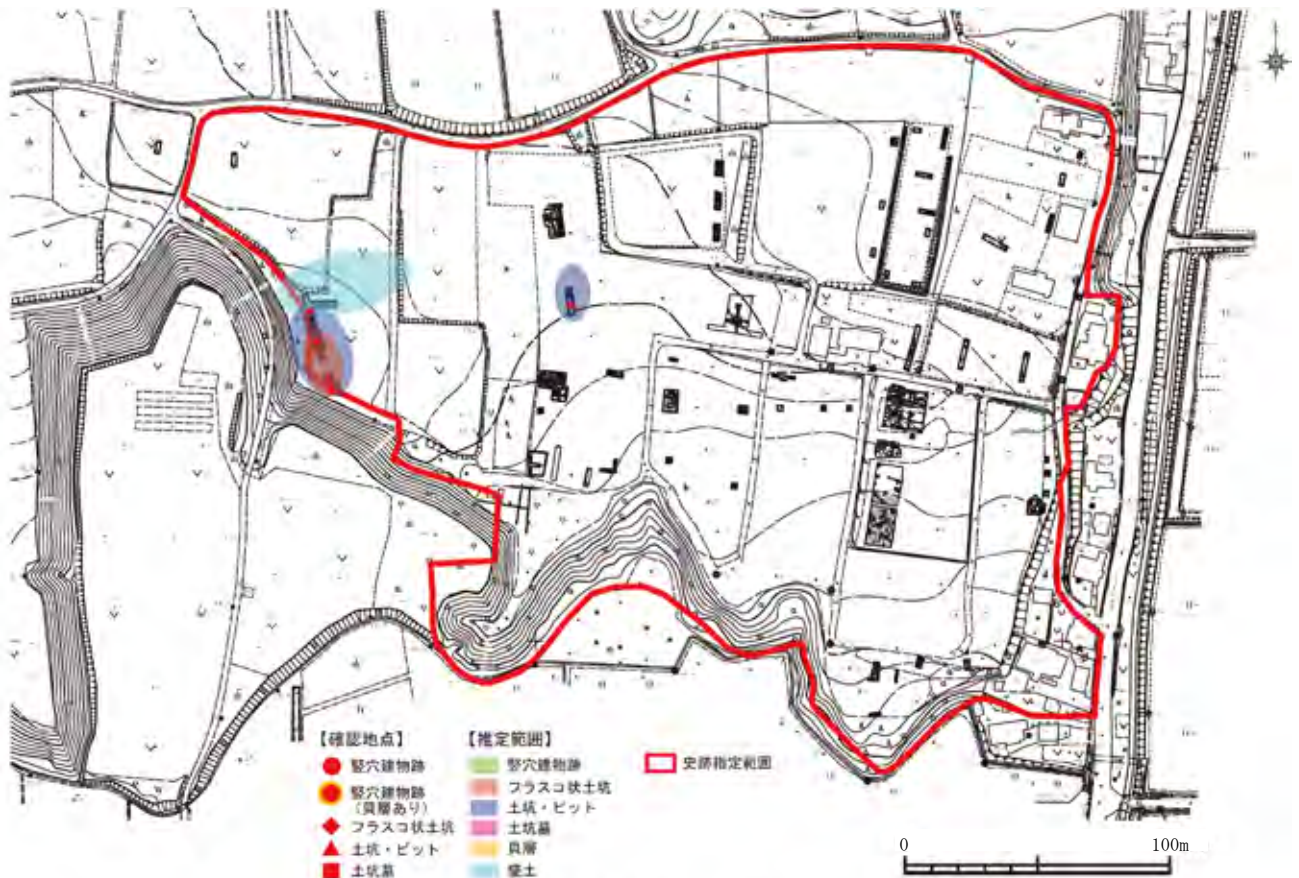 【確認地点】
竪穴建物跡
竪穴建物跡
（貝層あり）
フラスコ状土坑
土坑・ピット
土坑墓
【推定範囲】
竪穴建物跡
フラスコ状土坑
土坑・ピット
土坑墓
貝層
盛土
史跡指定範囲
0 100m